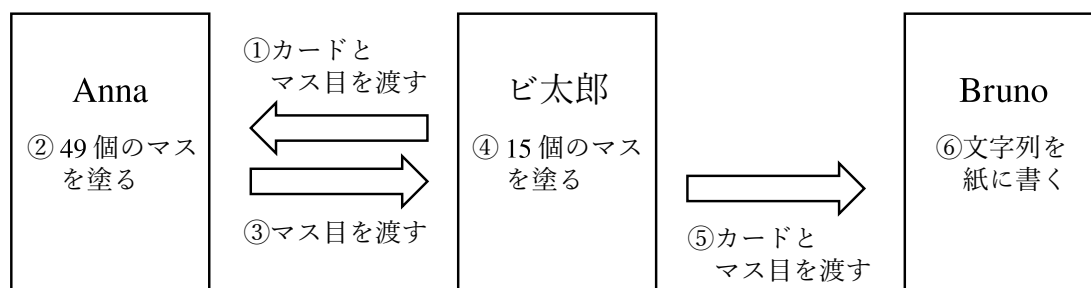 Anna
② 49 個のマス
を塗る
①カードと
マス目を渡す
③マス目を渡す
ビ太郎
④ 15 個のマス
を塗る
⑤カードと
マス目を渡す
Bruno
⑥文字列を
紙に書く